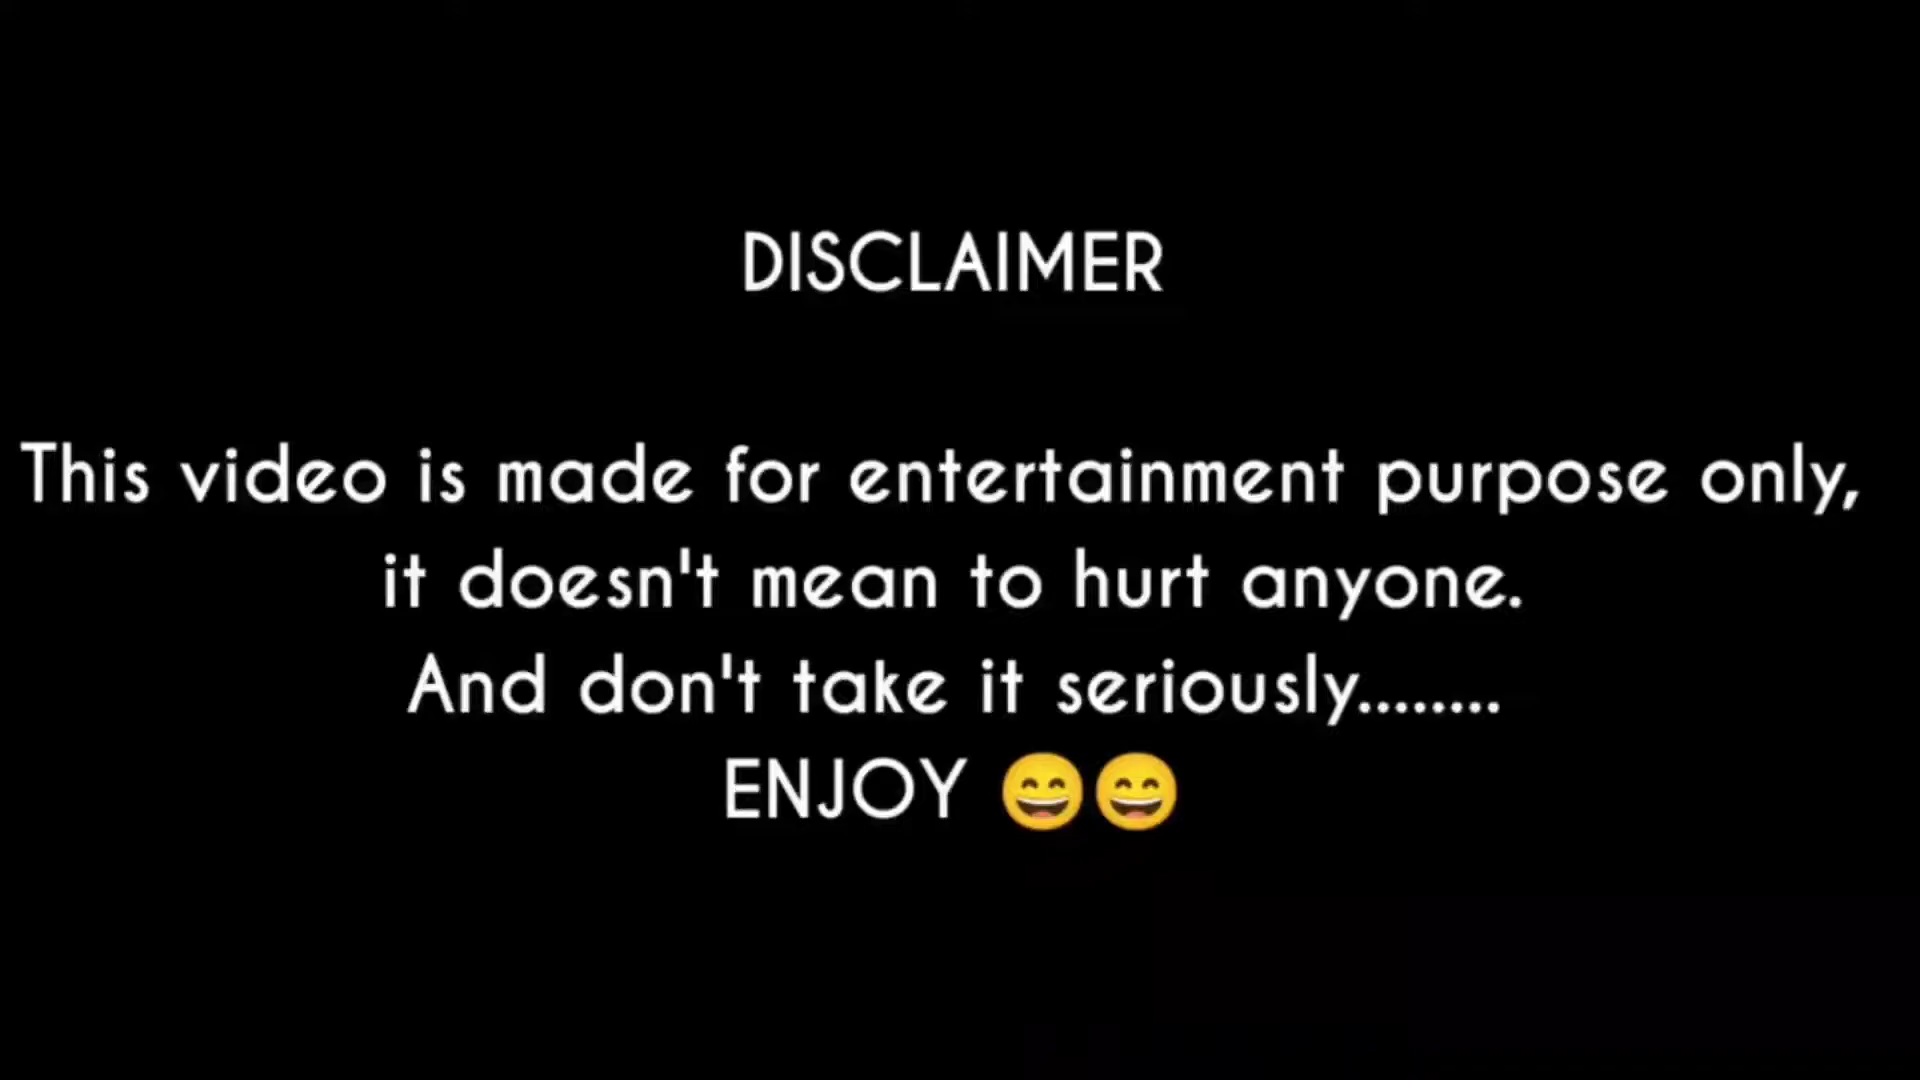 DISCLAIMER
This video is made for entertainment purpose only,
it doesn't mean to hurt anyone.
And don't take it seriously........
ENJOY 😄😄